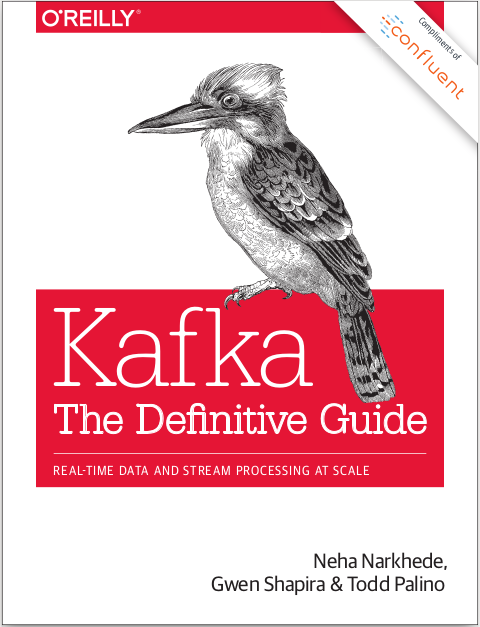 O'REILLY®
Compliments of
confluent
Kafka
The Definitive Guide
REAL-TIME DATA AND STREAM PROCESSING AT SCALE
Neha Narkhede,
Gwen Shapira & Todd Palino